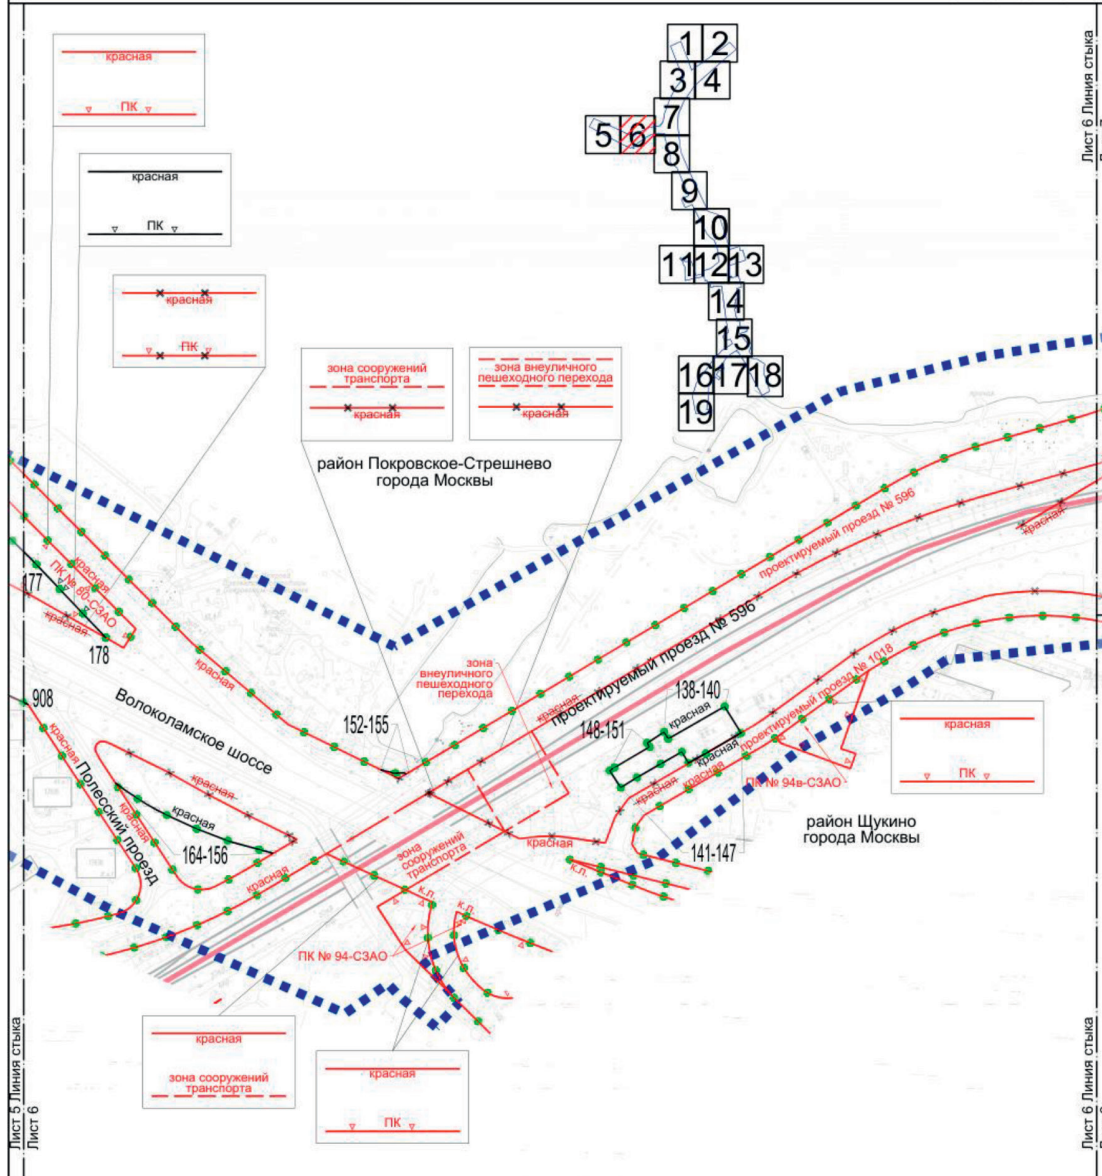 красная
ПК
красная
ПК
красная
ПК
1 2
3 4
7
5 6
8
9
10
11 12 13
14
15
16 17 18
19
Лист 6 Линия стыка
зона сооружений
транспорта
красная
зона внеуличного
пешеходного перехода
красная
район Покровское-Стрешнево
города Москвы
проектируемый проезд № 596
красная
красная
ПК № 80-СЗАО
177
красная
178
красная
908
красная
Волоколамское шоссе
Полесский проезд
152-155
зона
внеуличного
пешеходного
перехода
красная
проектируемый проезд № 596
138-140
148-151
красная
красная
проектируемый проезд № 1018
красная
красная
ПК № 94в-СЗАО
красная
ПК
район Щукино
города Москвы
красная
красная
красная
164-156
красная
зона
сооружений
транспорта
красная
141-147
к.л.
к.л.
к.л.
ПК № 94-СЗАО
красная
зона сооружений
транспорта
красная
ПК
Лист 5 Линия стыка
Лист 6
Лист 6 Линия стыка